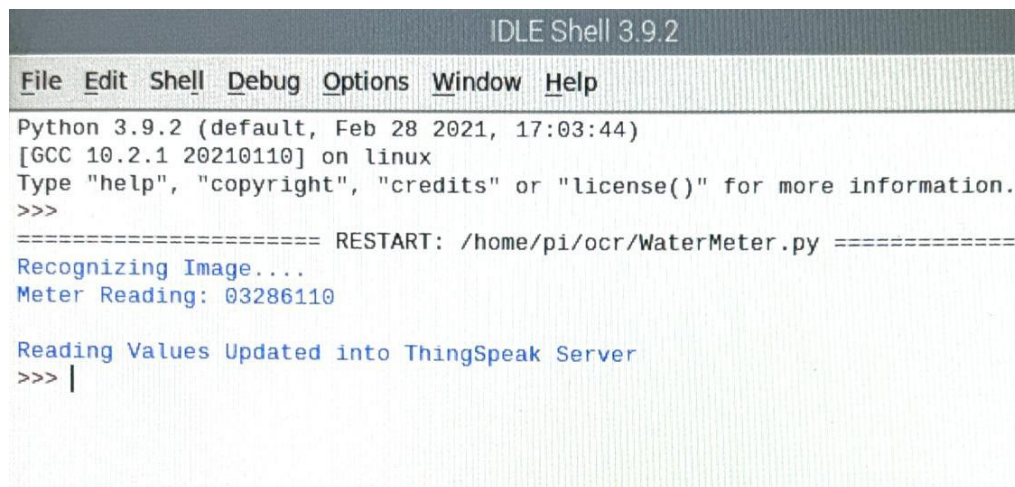 IDLE Shell 3.9.2
File Edit Shell Debug Options Window Help
Python 3.9.2 (default, Feb 28 2021, 17:03:44)
[GCC 10.2.1 20210110] on linux
Type "help", "copyright", "credits" or "license()" for more information.
>>>
====================== RESTART: /home/pi/ocr/WaterMeter.py =============
Recognizing Image....
Meter Reading: 03286110
Reading Values Updated into ThingSpeak Server
>>>